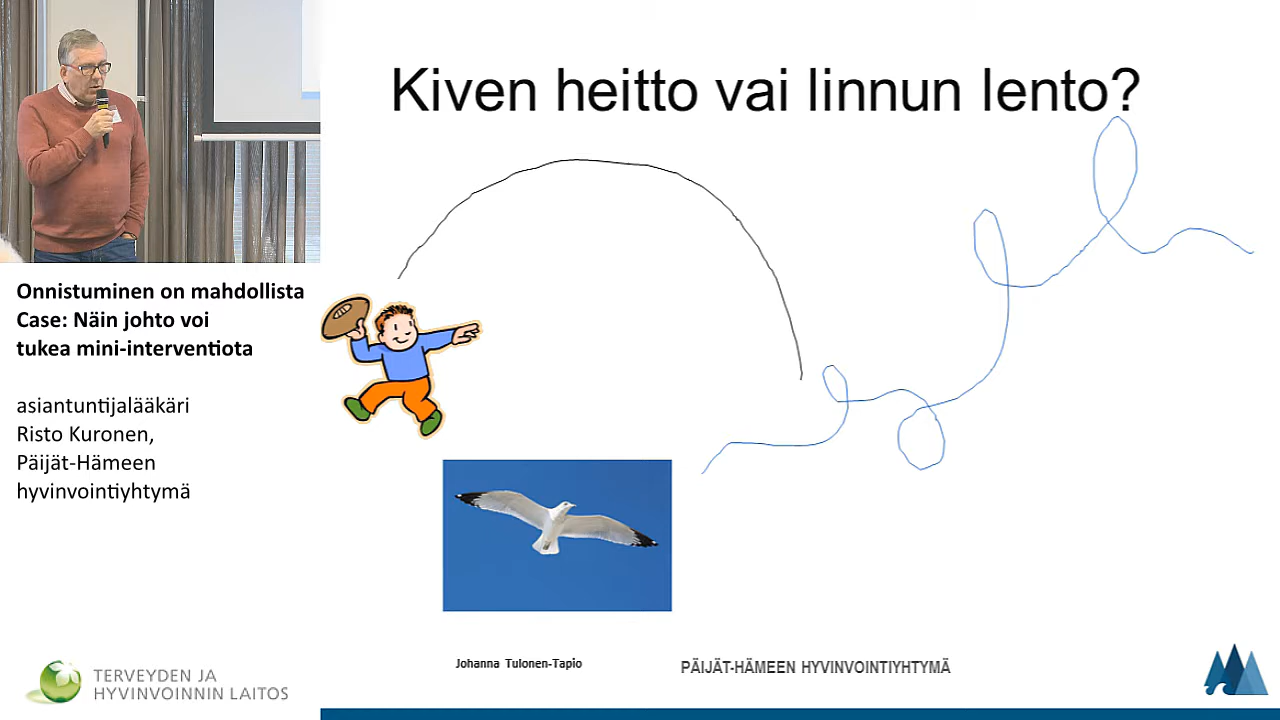 Kiven heitto vai linnun lento?
Onnistuminen on mahdollista
Case: Näin johto voi
tukea mini-interventiota
asiantuntijalääkäri
Risto Kuronen,
Päijät-Hämeen
hyvinvointiyhtymä
Johanna Tulonen-Tapio
PÄIJÄT-HÄMEEN HYVINVOINTIYHTYMÄ
TERVEYDEN JA
HYVINVOINNIN LAITOS